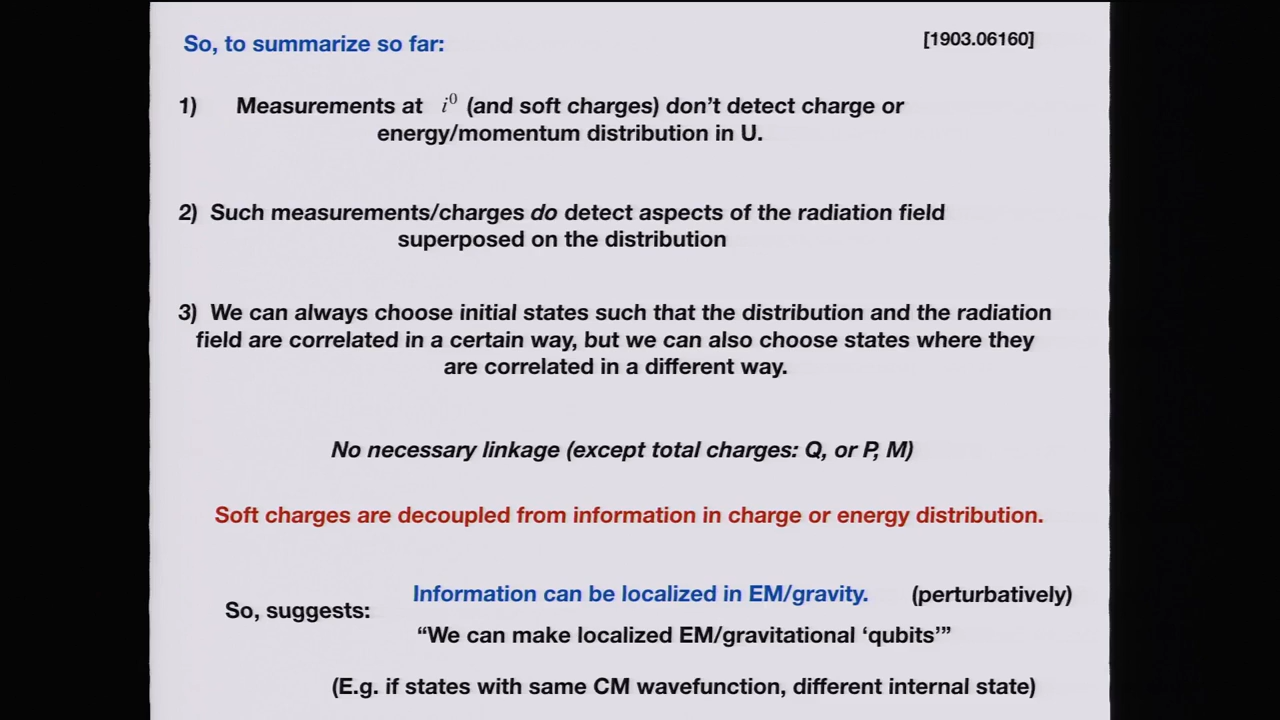 So, to summarize so far:
[1903.06160]
1) Measurements at i⁰ (and soft charges) don't detect charge or
energy/momentum distribution in U.
2) Such measurements/charges do detect aspects of the radiation field
superposed on the distribution
3) We can always choose initial states such that the distribution and the radiation
field are correlated in a certain way, but we can also choose states where they
are correlated in a different way.
No necessary linkage (except total charges: Q, or P, M)
Soft charges are decoupled from information in charge or energy distribution.
So, suggests:
Information can be localized in EM/gravity. (perturbatively)
“We can make localized EM/gravitational ‘qubits’”
(E.g. if states with same CM wavefunction, different internal state)